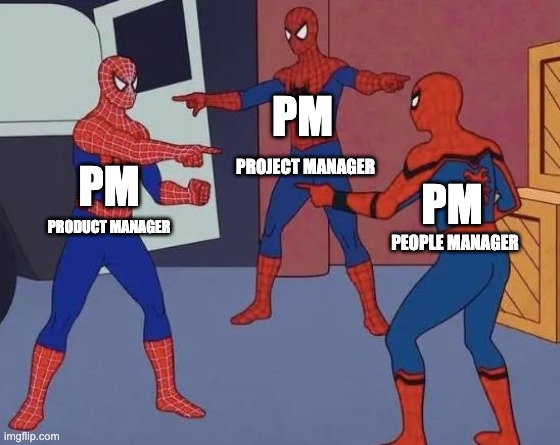 PM
PROJECT MANAGER
PM
PRODUCT MANAGER
PM
PEOPLE MANAGER
imgflip.com